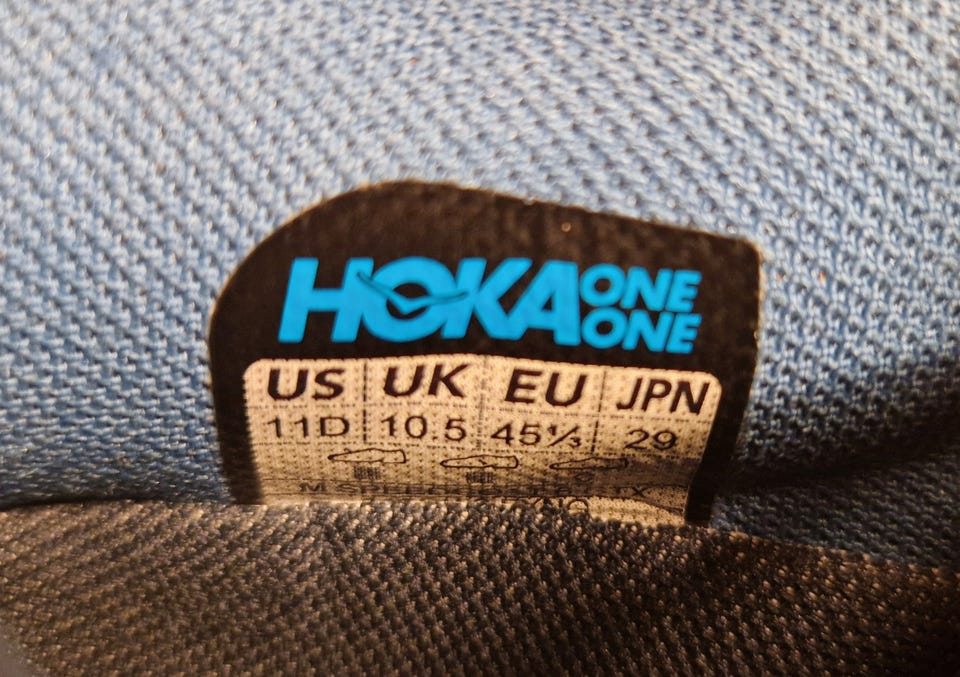 HOKA ONE ONE
US UK EU JPN
11D 10.5 45⅓ 29